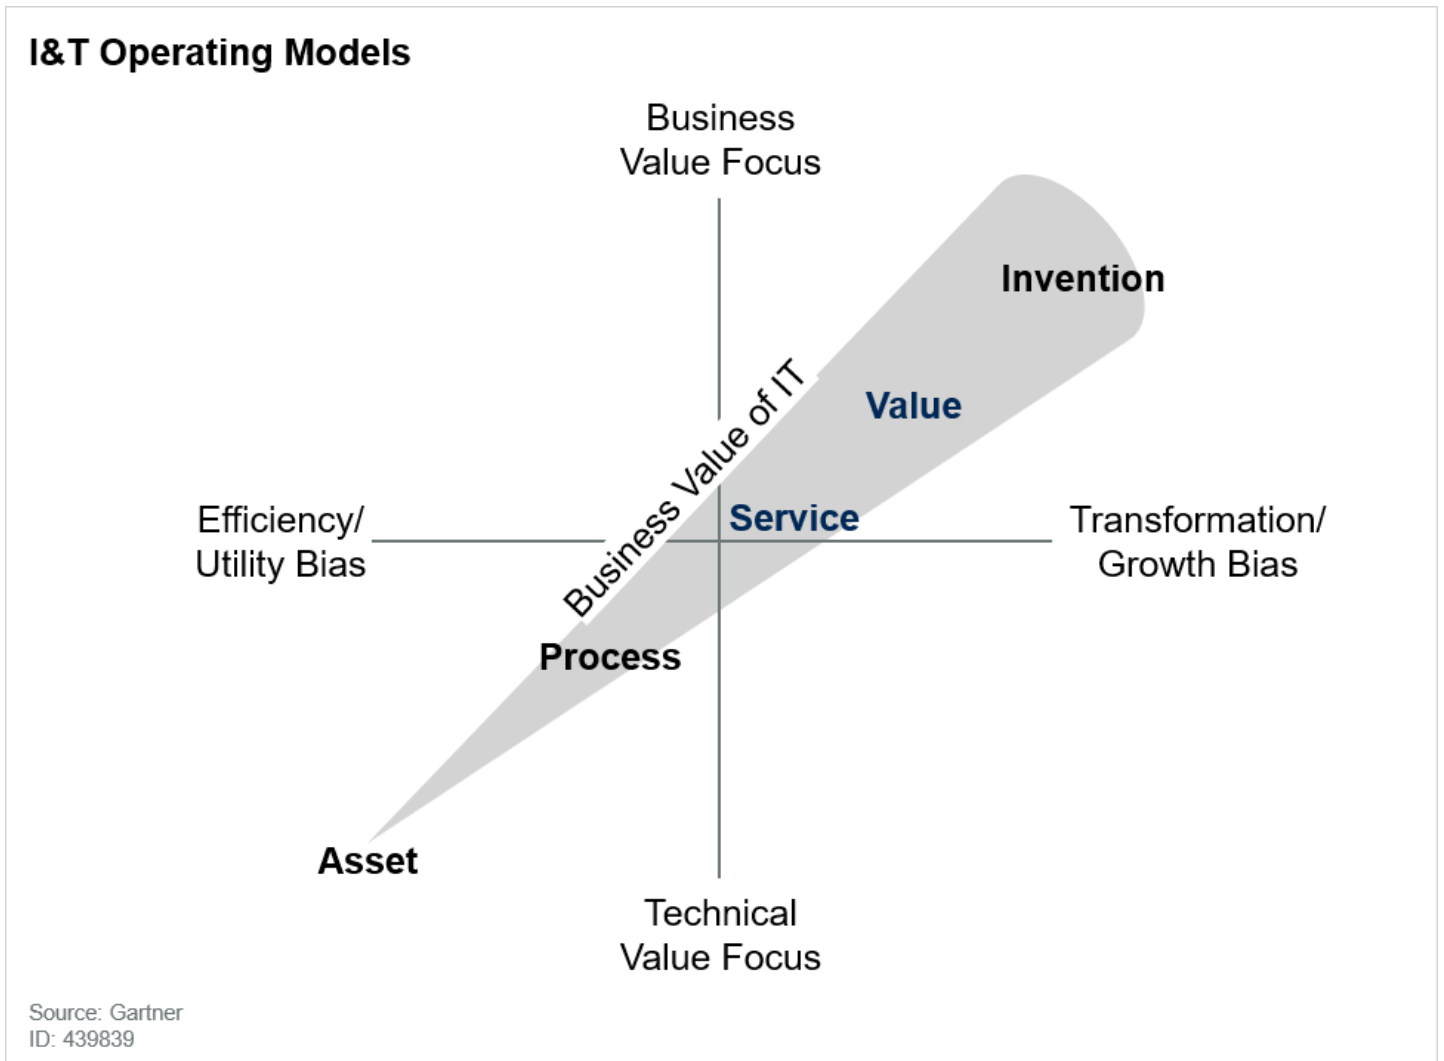 I&T Operating Models
Business
Value Focus
Invention
Business Value of IT
Value
Efficiency/
Utility Bias
Service
Transformation/
Growth Bias
Process
Asset
Technical
Value Focus
Source: Gartner
ID: 439839